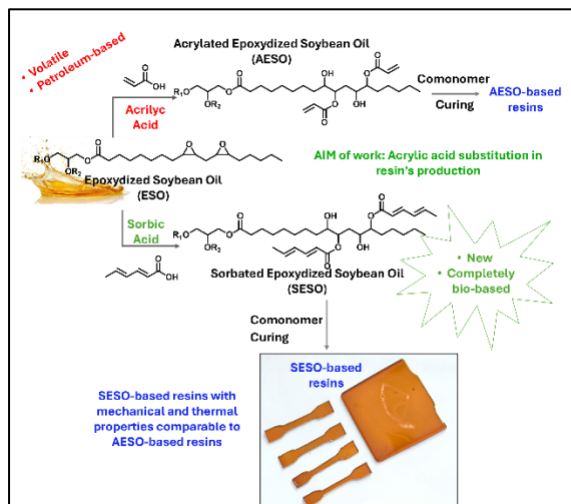 • Volatile
• Petroleum-based
OH
O
Acrilyc
Acid
Acrylated Epoxydized Soybean Oil
(AESO)
R₁O
OR₂
O
O
OH
O
O
OH
O
O
Comonomer
Curing
AESO-based
resins
R₁O
OR₂
O
O
O
O
Epoxydized Soybean Oil
(ESO)
AIM of work: Acrylic acid substitution in
resin's production
Sorbic
Acid
O
OH
R₁O
OR₂
O
O
OH
O
O
OH
O
O
Sorbated Epoxydized Soybean Oil
(SESO)
• New
• Completely
bio-based
Comonomer
Curing
SESO-based resins with
mechanical and thermal
properties comparable to
AESO-based resins
SESO-based
resins